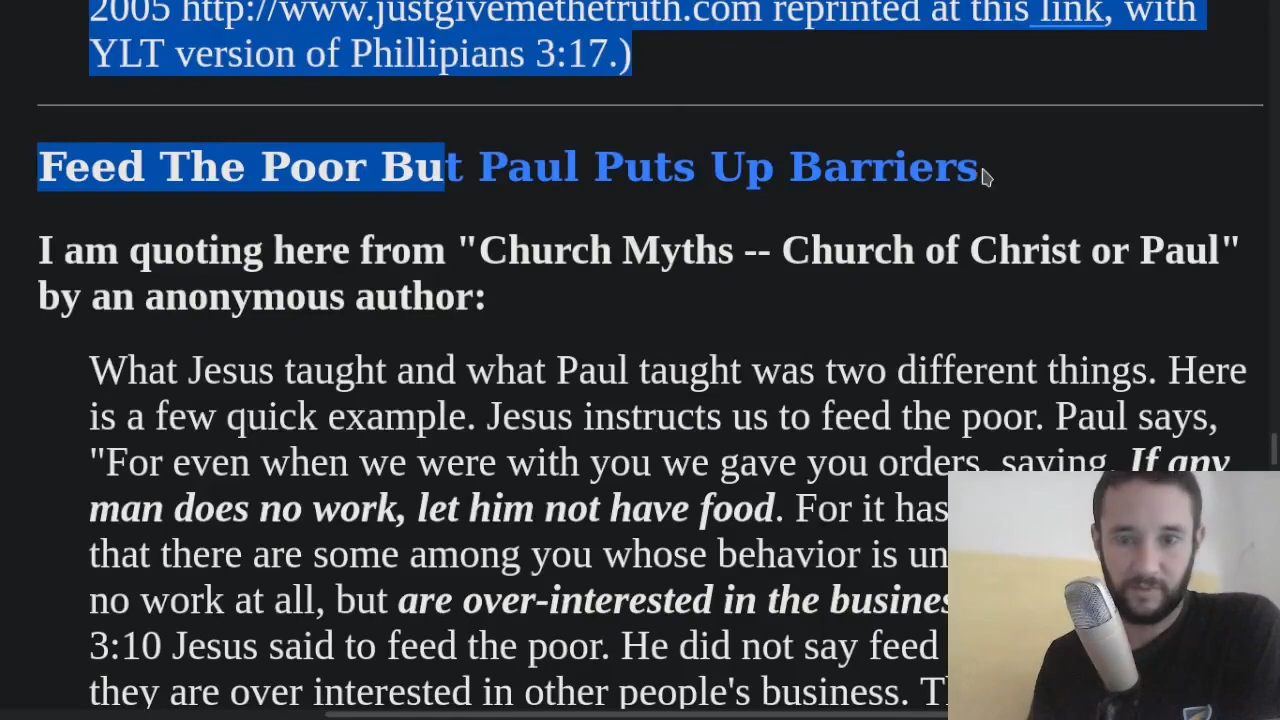 2005 http://www.justgivemethetruth.com reprinted at this link, with
YLT version of Phillipians 3:17.)
Feed The Poor But Paul Puts Up Barriers
I am quoting here from "Church Myths -- Church of Christ or Paul"
by an anonymous author:
What Jesus taught and what Paul taught was two different things. Here
is a few quick example. Jesus instructs us to feed the poor. Paul says,
"For even when we were with you we gave you orders, saying, If any
man does no work, let him not have food. For it has
that there are some among you whose behavior is
no work at all, but are over-interested in the
3:10 Jesus said to feed the poor. He did not say feed
they are over interested in other people's business.